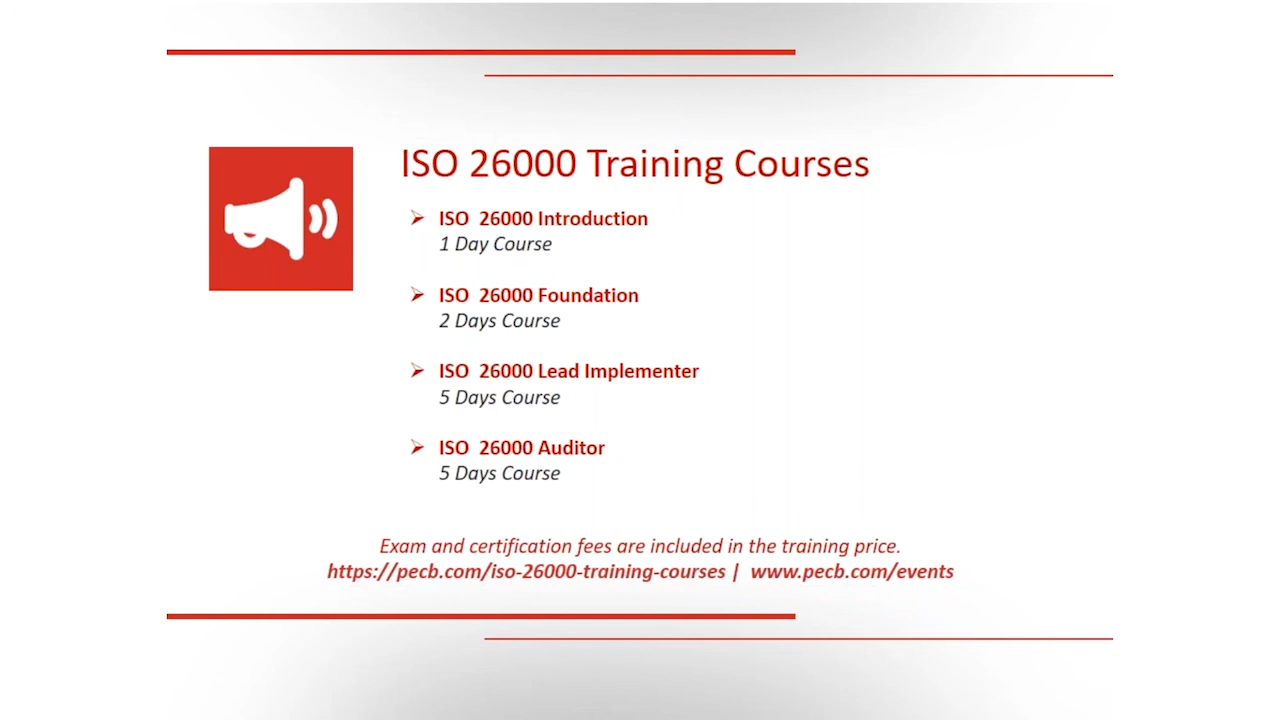 ISO 26000 Training Courses
ISO 26000 Introduction
1 Day Course
ISO 26000 Foundation
2 Days Course
ISO 26000 Lead Implementer
5 Days Course
ISO 26000 Auditor
5 Days Course
Exam and certification fees are included in the training price.
https://pecb.com/iso-26000-training-courses | www.pecb.com/events